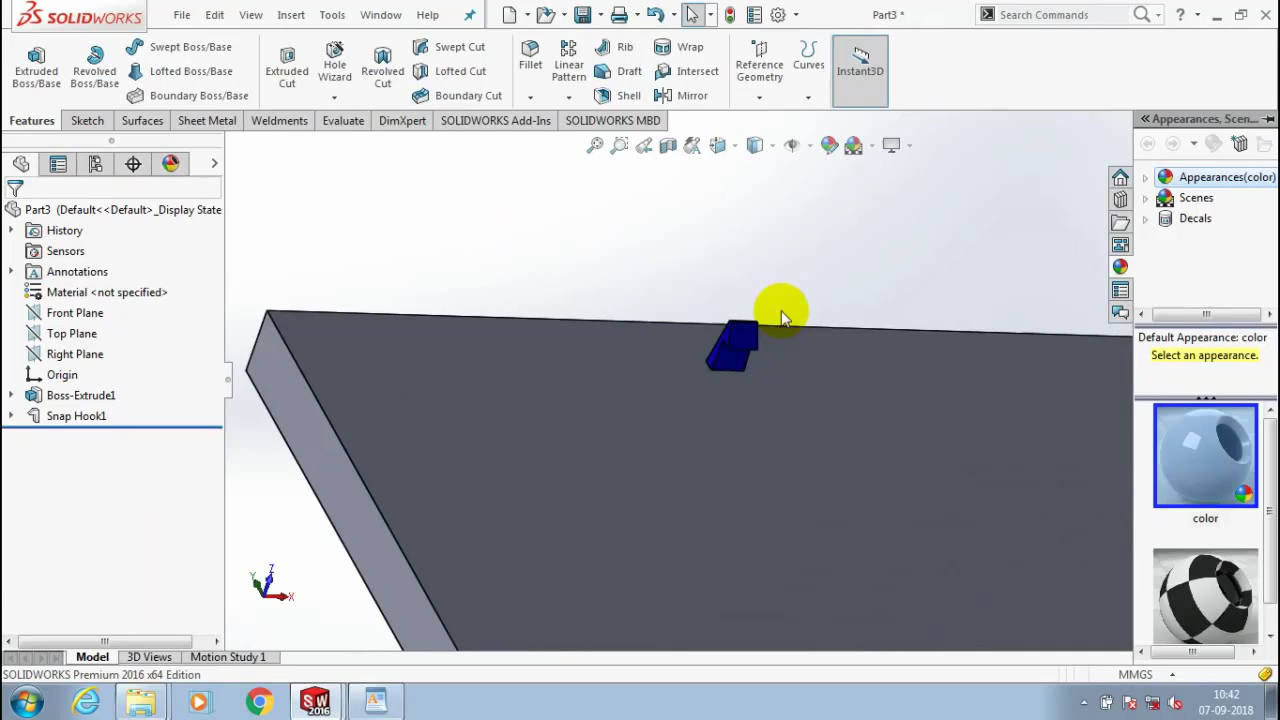 SOLIDWORKS
File Edit View Insert Tools Window Help
Part3 *
Search Commands
Extruded Boss/Base
Revolved Boss/Base
Swept Boss/Base
Lofted Boss/Base
Boundary Boss/Base
Extruded Cut
Hole Wizard
Revolved Cut
Swept Cut
Lofted Cut
Boundary Cut
Fillet
Linear Pattern
Rib
Draft
Shell
Wrap
Intersect
Mirror
Reference Geometry
Curves
Instant3D
Features Sketch Surfaces Sheet Metal Weldments Evaluate DimXpert SOLIDWORKS Add-Ins SOLIDWORKS MBD
Part3 (Default<<Default>_Display State
History
Sensors
Annotations
Material <not specified>
Front Plane
Top Plane
Right Plane
Origin
Boss-Extrude1
Snap Hook1
Y Z X
Appearances, Scen...
Appearances(color)
Scenes
Decals
Default Appearance: color
Select an appearance.
color
Model 3D Views Motion Study 1
SOLIDWORKS Premium 2016 x64 Edition
MMGS
SW 2016
10:42
07-09-2018